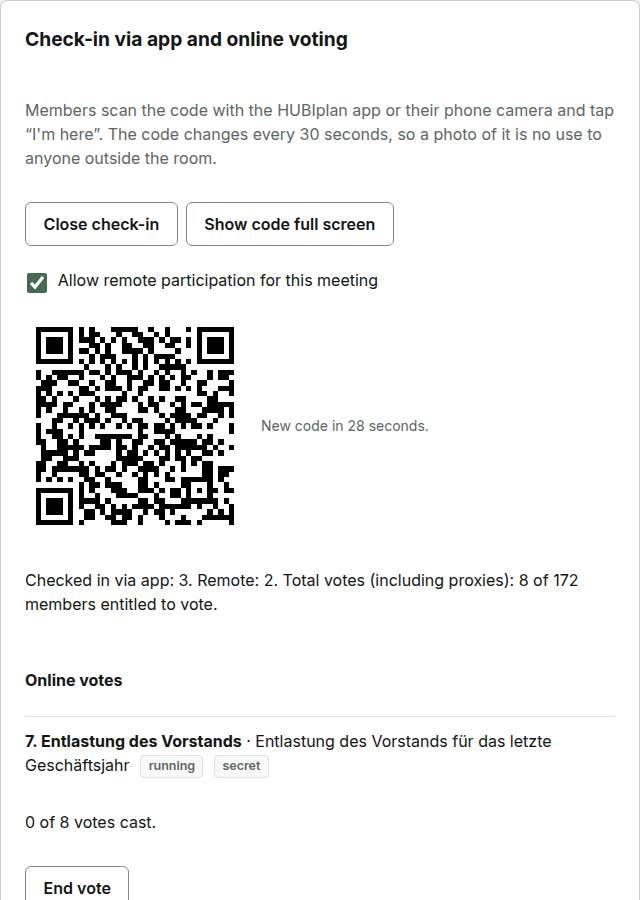 Check-in via app and online voting
Members scan the code with the HUBIplan app or their phone camera and tap
“I'm here”. The code changes every 30 seconds, so a photo of it is no use to
anyone outside the room.
Close check-in
Show code full screen
Allow remote participation for this meeting
New code in 28 seconds.
Checked in via app: 3. Remote: 2. Total votes (including proxies): 8 of 172
members entitled to vote.
Online votes
7. Entlastung des Vorstands · Entlastung des Vorstands für das letzte
Geschäftsjahr running secret
0 of 8 votes cast.
End vote